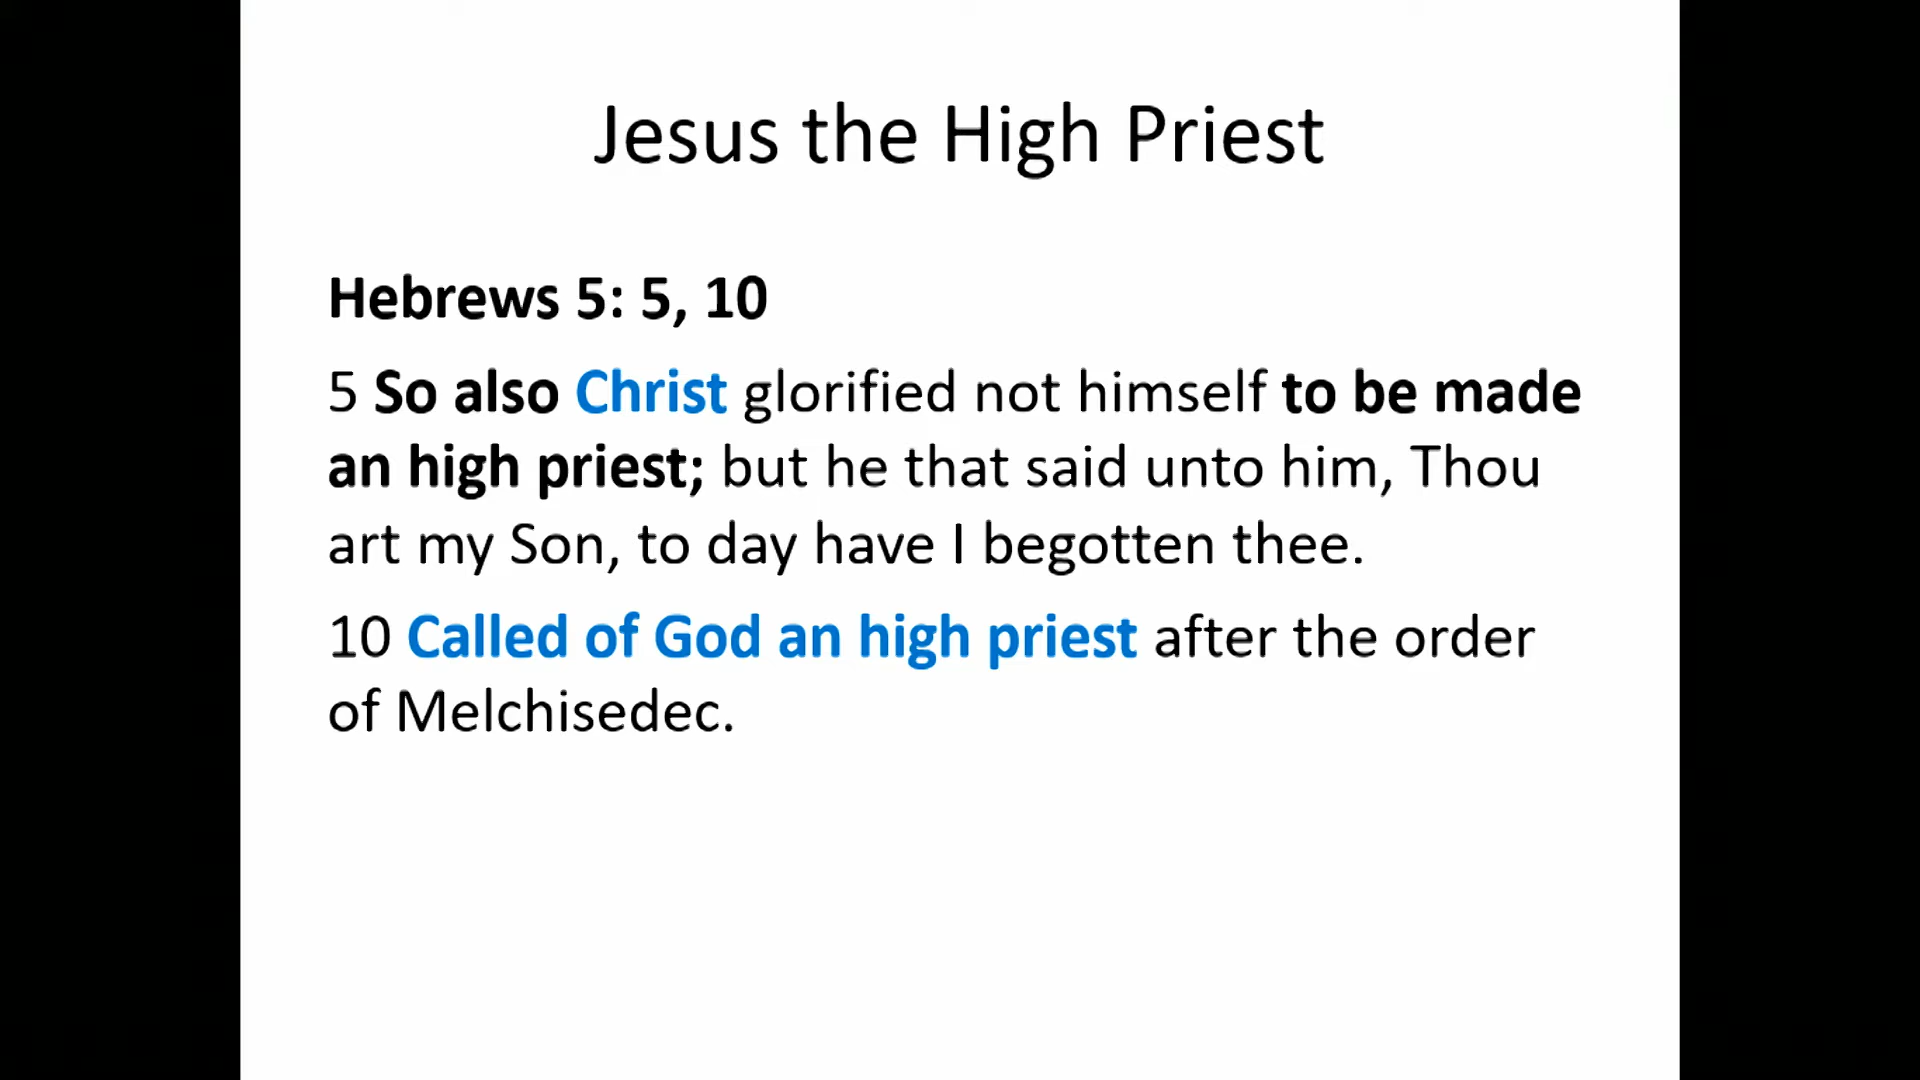 Jesus the High Priest
Hebrews 5: 5, 10
5 So also Christ glorified not himself to be made
an high priest; but he that said unto him, Thou
art my Son, to day have I begotten thee.
10 Called of God an high priest after the order
of Melchisedec.